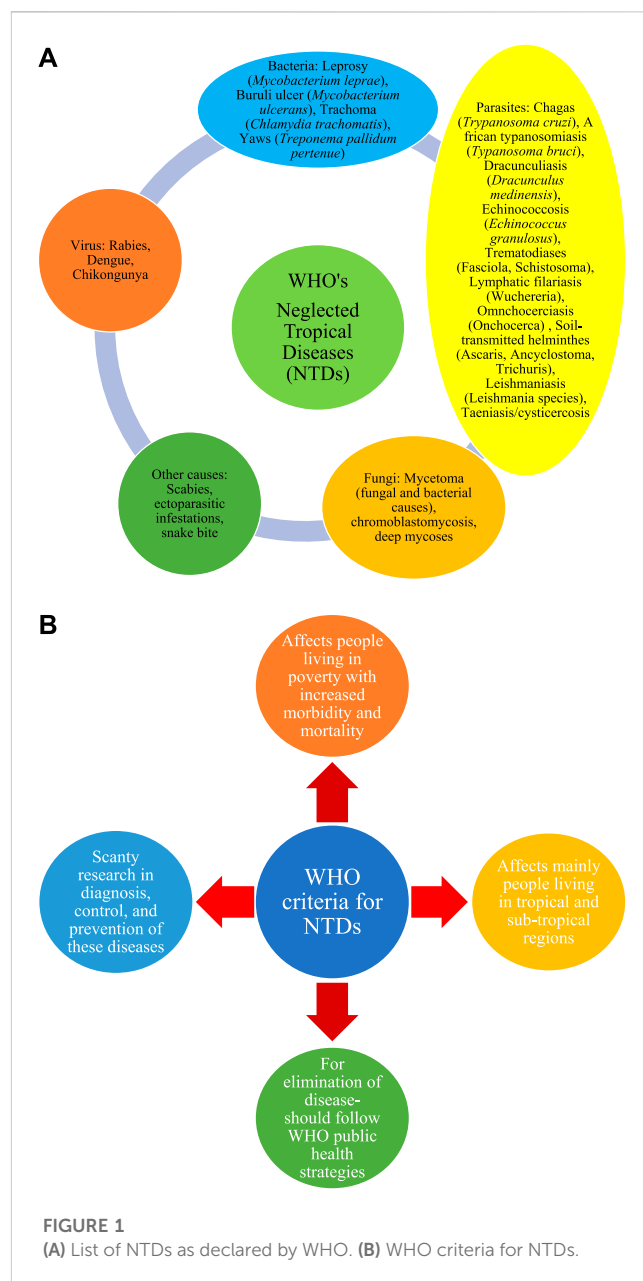 A
Bacteria: Leprosy
(Mycobacterium leprae),
Buruli ulcer (Mycobacterium
ulcerans), Trachoma
(Chlamydia trachomatis),
Yaws (Treponema pallidum
pertenue)
Parasites: Chagas
(Trypanosoma cruzi), A
frican typanosomiasis
(Typanosoma bruci),
Dracunculiasis
(Dracunculus
medinensis),
Echinococcosis
(Echinococcus
granulosus),
Trematodiases
(Fasciola, Schistosoma),
Lymphatic filariasis
(Wuchereria),
Omnchocerciasis
(Onchocerca) , Soil-
transmitted helminthes
(Ascaris, Ancyclostoma,
Trichuris),
Leishmaniasis
(Leishmania species),
Taeniasis/cysticercosis
Virus: Rabies,
Dengue,
Chikongunya
WHO's
Neglected
Tropical
Diseases
(NTDs)
Other causes:
Scabies,
ectoparasitic
infestations,
snake bite
Fungi: Mycetoma
(fungal and bacterial
causes),
chromoblastomycosis,
deep mycoses
B
Affects people
living in
poverty with
increased
morbidity and
mortality
Scanty
research in
diagnosis,
control, and
prevention of
these diseases
WHO
criteria for
NTDs
Affects mainly
people living
in tropical and
sub-tropical
regions
For
elimination of
disease-
should follow
WHO public
health
strategies
FIGURE 1
(A) List of NTDs as declared by WHO. (B) WHO criteria for NTDs.